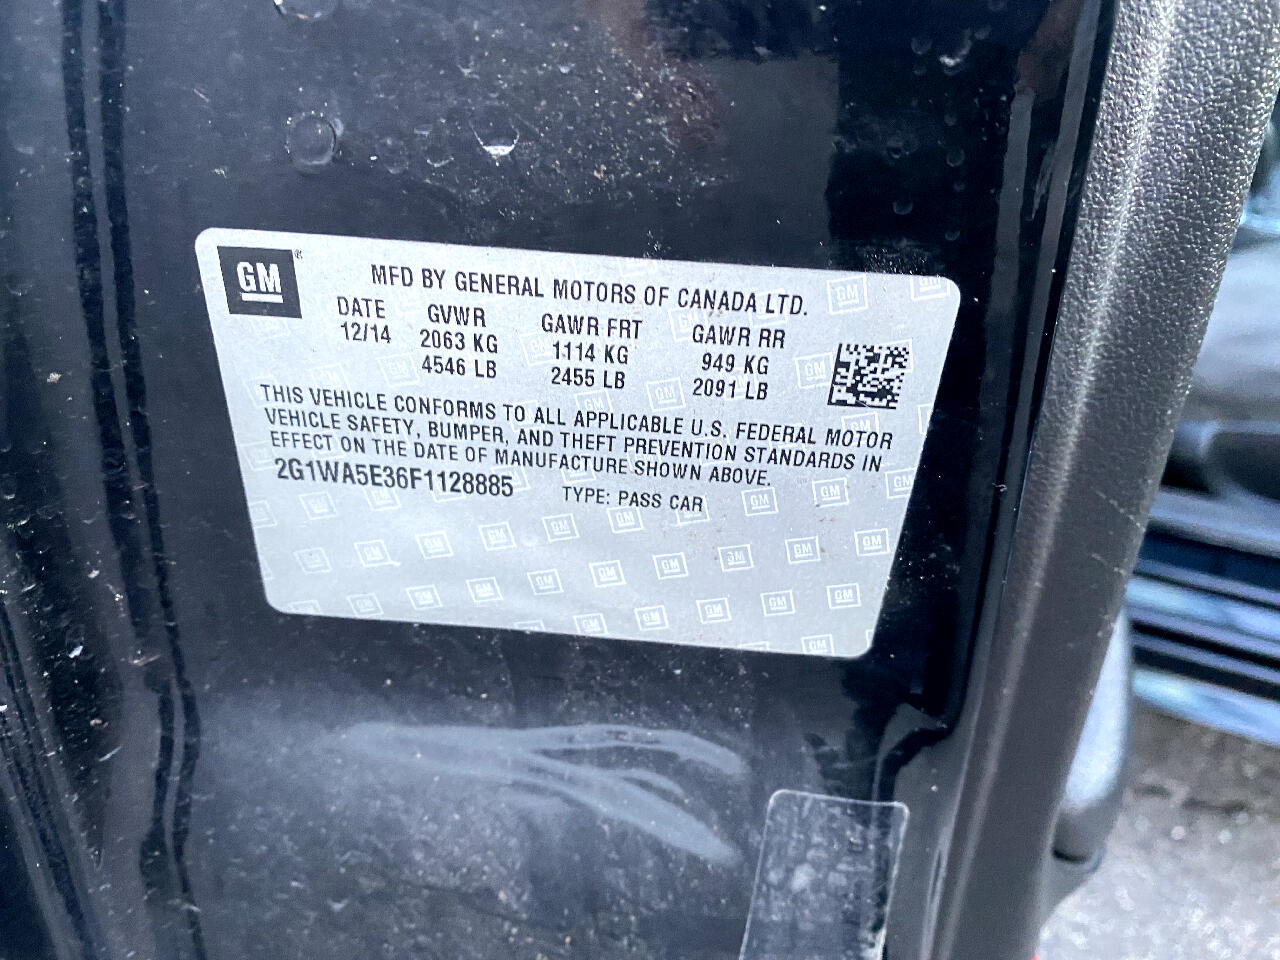 GM ®
MFD BY GENERAL MOTORS OF CANADA LTD.
DATE GVWR GAWR FRT GAWR RR
12/14 2063 KG 1114 KG 949 KG
4546 LB 2455 LB 2091 LB
THIS VEHICLE CONFORMS TO ALL APPLICABLE U.S. FEDERAL MOTOR
VEHICLE SAFETY, BUMPER, AND THEFT PREVENTION STANDARDS IN
EFFECT ON THE DATE OF MANUFACTURE SHOWN ABOVE.
2G1WA5E36F1128885 TYPE: PASS CAR